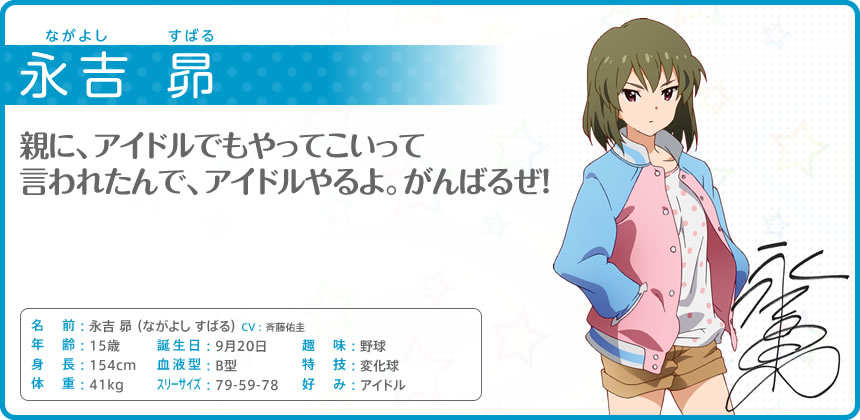 ながよし すばる
永吉 昴
親に、アイドルでもやってこいって
言われたんで、アイドルやるよ。がんばるぜ!
名 前：永吉 昴（ながよし すばる） CV：斉藤佑圭
年 齢：15歳 誕生日：9月20日 趣 味：野球
身 長：154cm 血液型：B型 特 技：変化球
体 重：41kg スリーサイズ：79-59-78 好 み：アイドル
永吉昴